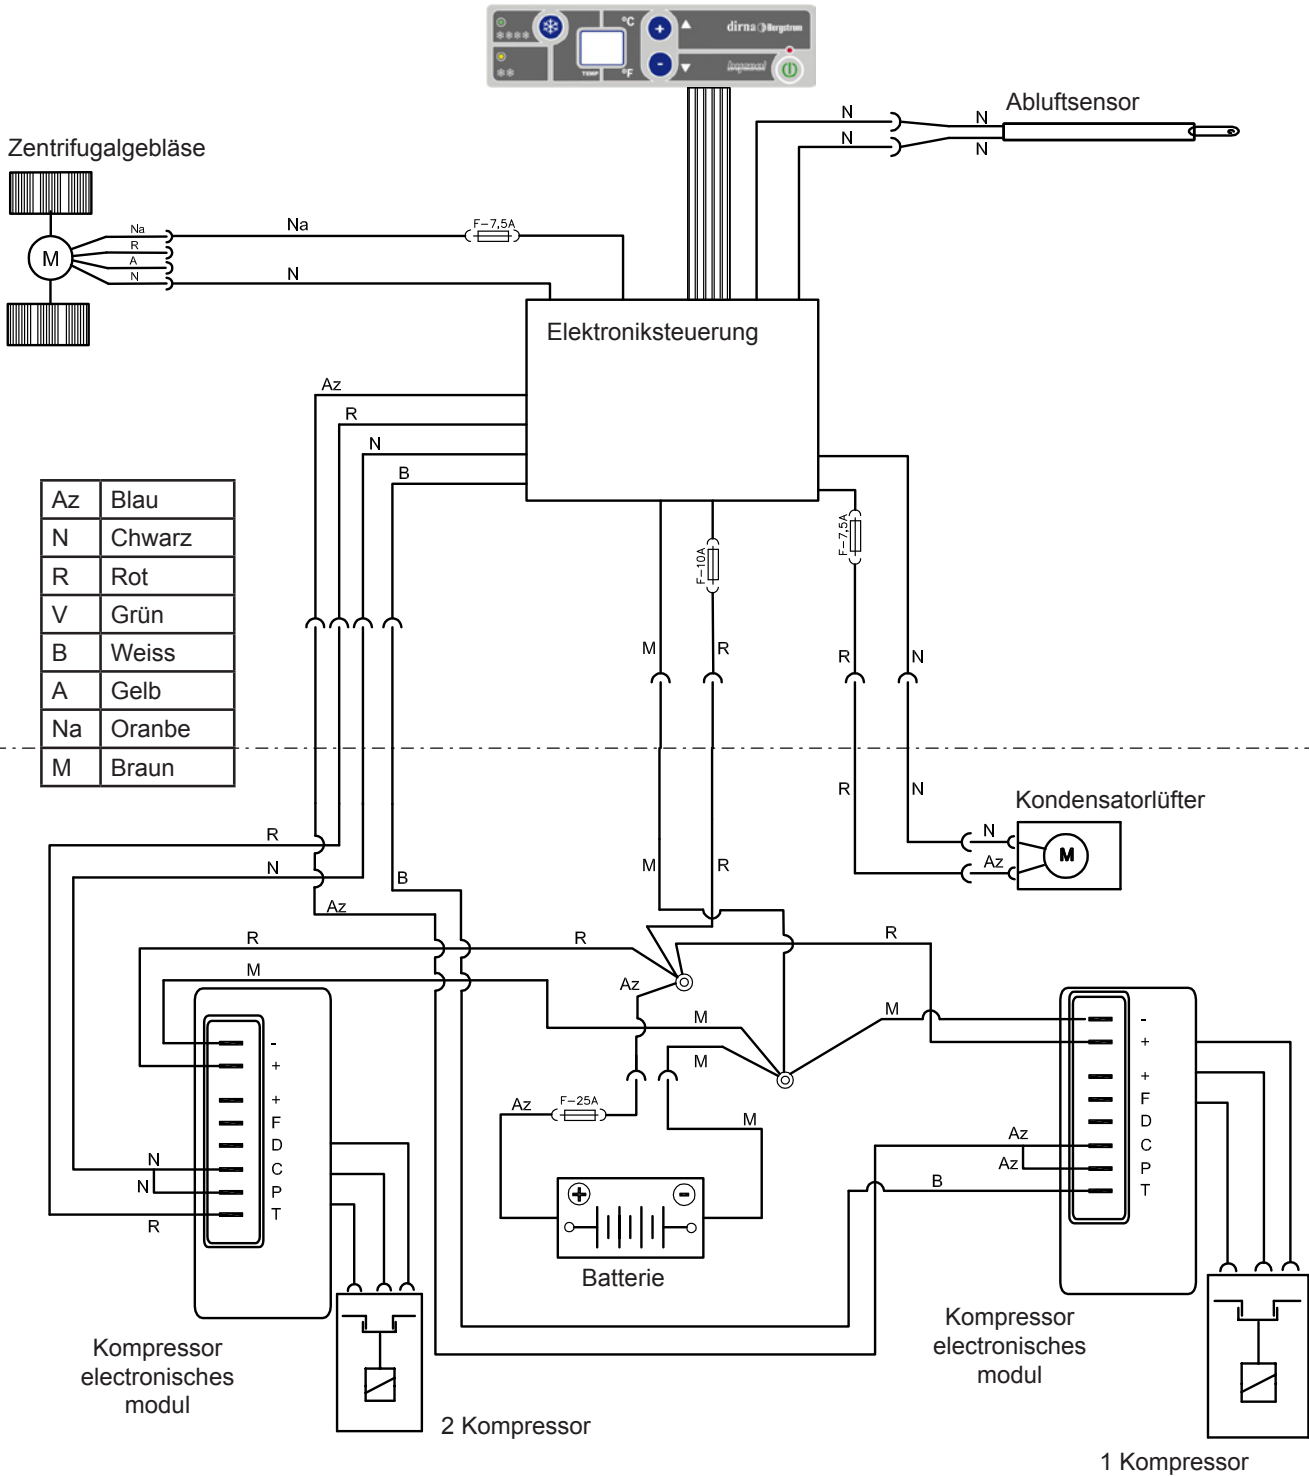 °C
+
dirna Bergstrom
-
TEMP
°F
Abluftsensor
N
N
N
N
Zentrifugalgebläse
M
Na
R
A
N
Na
N
F-7,5A
Elektroniksteuerung
Az
R
N
B
Az Blau
N Chwarz
R Rot
V Grün
B Weiss
A Gelb
Na Oranbe
M Braun
F-10A
F-7,5A
M
R
R
N
R
N
Kondensatorlüfter
N
Az
M
R
N
M
R
B
Az
R
R
R
M
Az
M
M
M
-
+
+
F
D
C
P
T
N
N
R
Az
F-25A
M
+
-
Batterie
-
+
+
F
D
C
P
T
Az
Az
B
Kompressor
electronisches
modul
2 Kompressor
Kompressor
electronisches
modul
1 Kompressor